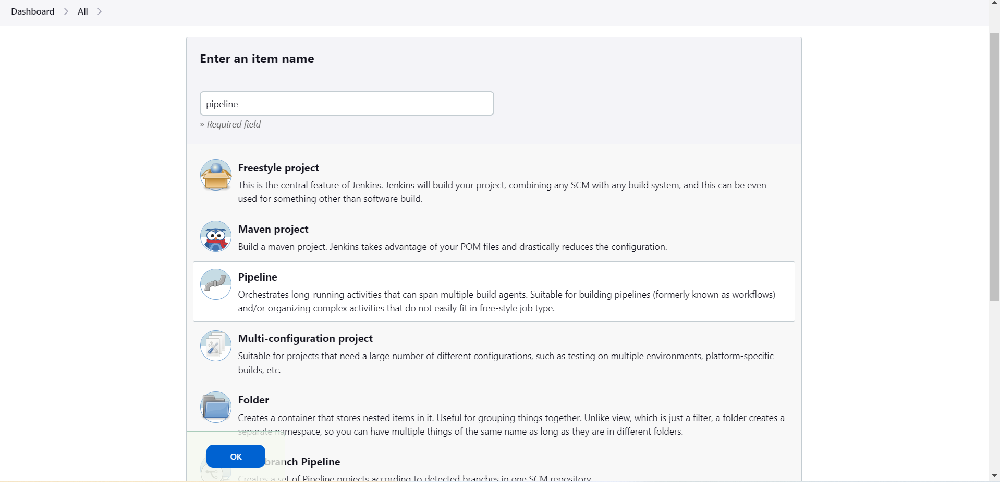 Dashboard > All >
Enter an item name
pipeline
» Required field
Freestyle project
This is the central feature of Jenkins. Jenkins will build your project, combining any SCM with any build system, and this can be even
used for something other than software build.
Maven project
Build a maven project. Jenkins takes advantage of your POM files and drastically reduces the configuration.
Pipeline
Orchestrates long-running activities that can span multiple build agents. Suitable for building pipelines (formerly known as workflows)
and/or organizing complex activities that do not easily fit in free-style job type.
Multi-configuration project
Suitable for projects that need a large number of different configurations, such as testing on multiple environments, platform-specific
builds, etc.
Folder
Creates a container that stores nested items in it. Useful for grouping things together. Unlike view, which is just a filter, a folder creates a
separate namespace, so you can have multiple things of the same name as long as they are in different folders.
OK
branch Pipeline
Creates a set of Pipeline projects according to detected branches in one SCM repository.